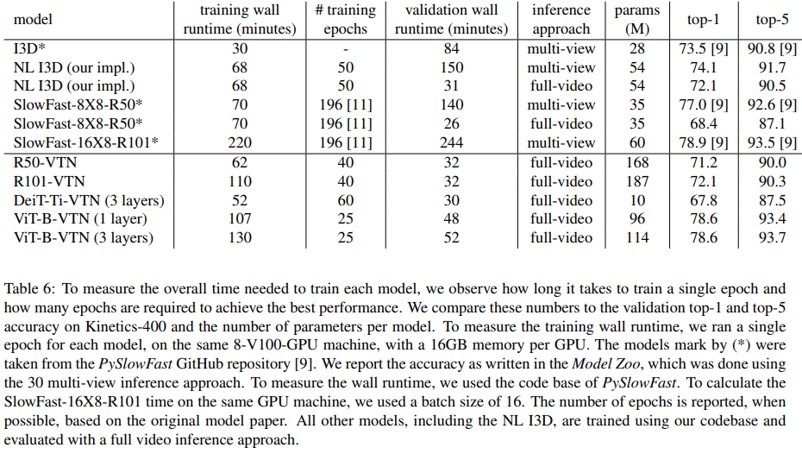 model training wall runtime (minutes) # training epochs validation wall runtime (minutes) inference approach params (M) top-1 top-5
I3D* 30 - 84 multi-view 28 73.5 [9] 90.8 [9]
NL I3D (our impl.) 68 50 150 multi-view 54 74.1 91.7
NL I3D (our impl.) 68 50 31 full-video 54 72.1 90.5
SlowFast-8X8-R50* 70 196 [11] 140 multi-view 35 77.0 [9] 92.6 [9]
SlowFast-8X8-R50* 70 196 [11] 26 full-video 35 68.4 87.1
SlowFast-16X8-R101* 220 196 [11] 244 multi-view 60 78.9 [9] 93.5 [9]
R50-VTN 62 40 32 full-video 168 71.2 90.0
R101-VTN 110 40 32 full-video 187 72.1 90.3
DeiT-Ti-VTN (3 layers) 52 60 30 full-video 10 67.8 87.5
ViT-B-VTN (1 layer) 107 25 48 full-video 96 78.6 93.4
ViT-B-VTN (3 layers) 130 25 52 full-video 114 78.6 93.7
Table 6: To measure the overall time needed to train each model, we observe how long it takes to train a single epoch and
how many epochs are required to achieve the best performance. We compare these numbers to the validation top-1 and top-5
accuracy on Kinetics-400 and the number of parameters per model. To measure the training wall runtime, we ran a single
epoch for each model, on the same 8-V100-GPU machine, with a 16GB memory per GPU. The models mark by (*) were
taken from the PySlowFast GitHub repository [9]. We report the accuracy as written in the Model Zoo, which was done using
the 30 multi-view inference approach. To measure the wall runtime, we used the code base of PySlowFast. To calculate the
SlowFast-16X8-R101 time on the same GPU machine, we used a batch size of 16. The number of epochs is reported, when
possible, based on the original model paper. All other models, including the NL I3D, are trained using our codebase and
evaluated with a full video inference approach.